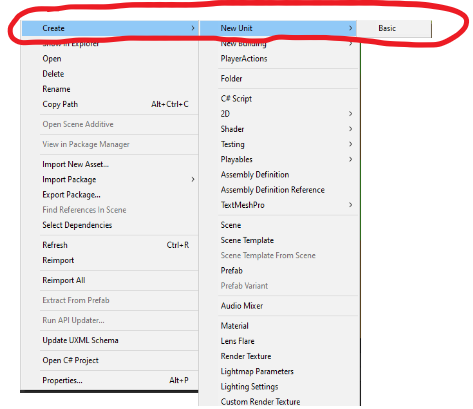 Create
Show in Explorer
Open
Delete
Rename
Copy Path Alt+Ctrl+C
Open Scene Additive
View in Package Manager
Import New Asset...
Import Package
Export Package...
Find References In Scene
Select Dependencies
Refresh Ctrl+R
Reimport
Reimport All
Extract From Prefab
Run API Updater...
Update UXML Schema
Open C# Project
Properties... Alt+P
New Unit
New Building
PlayerActions
Folder
C# Script
2D
Shader
Testing
Playables
Assembly Definition
Assembly Definition Reference
TextMeshPro
Scene
Scene Template
Scene Template From Scene
Prefab
Prefab Variant
Audio Mixer
Material
Lens Flare
Render Texture
Lightmap Parameters
Lighting Settings
Custom Render Texture
Basic